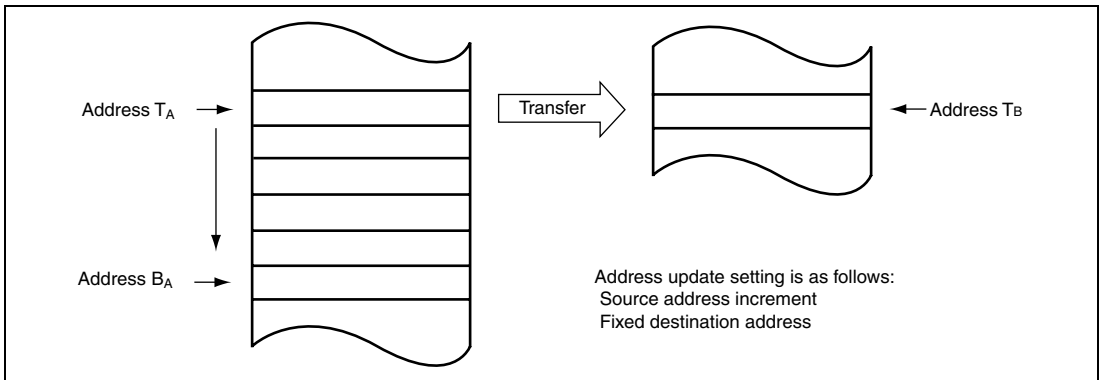 Address TA
Transfer
Address TB
Address BA
Address update setting is as follows:
Source address increment
Fixed destination address